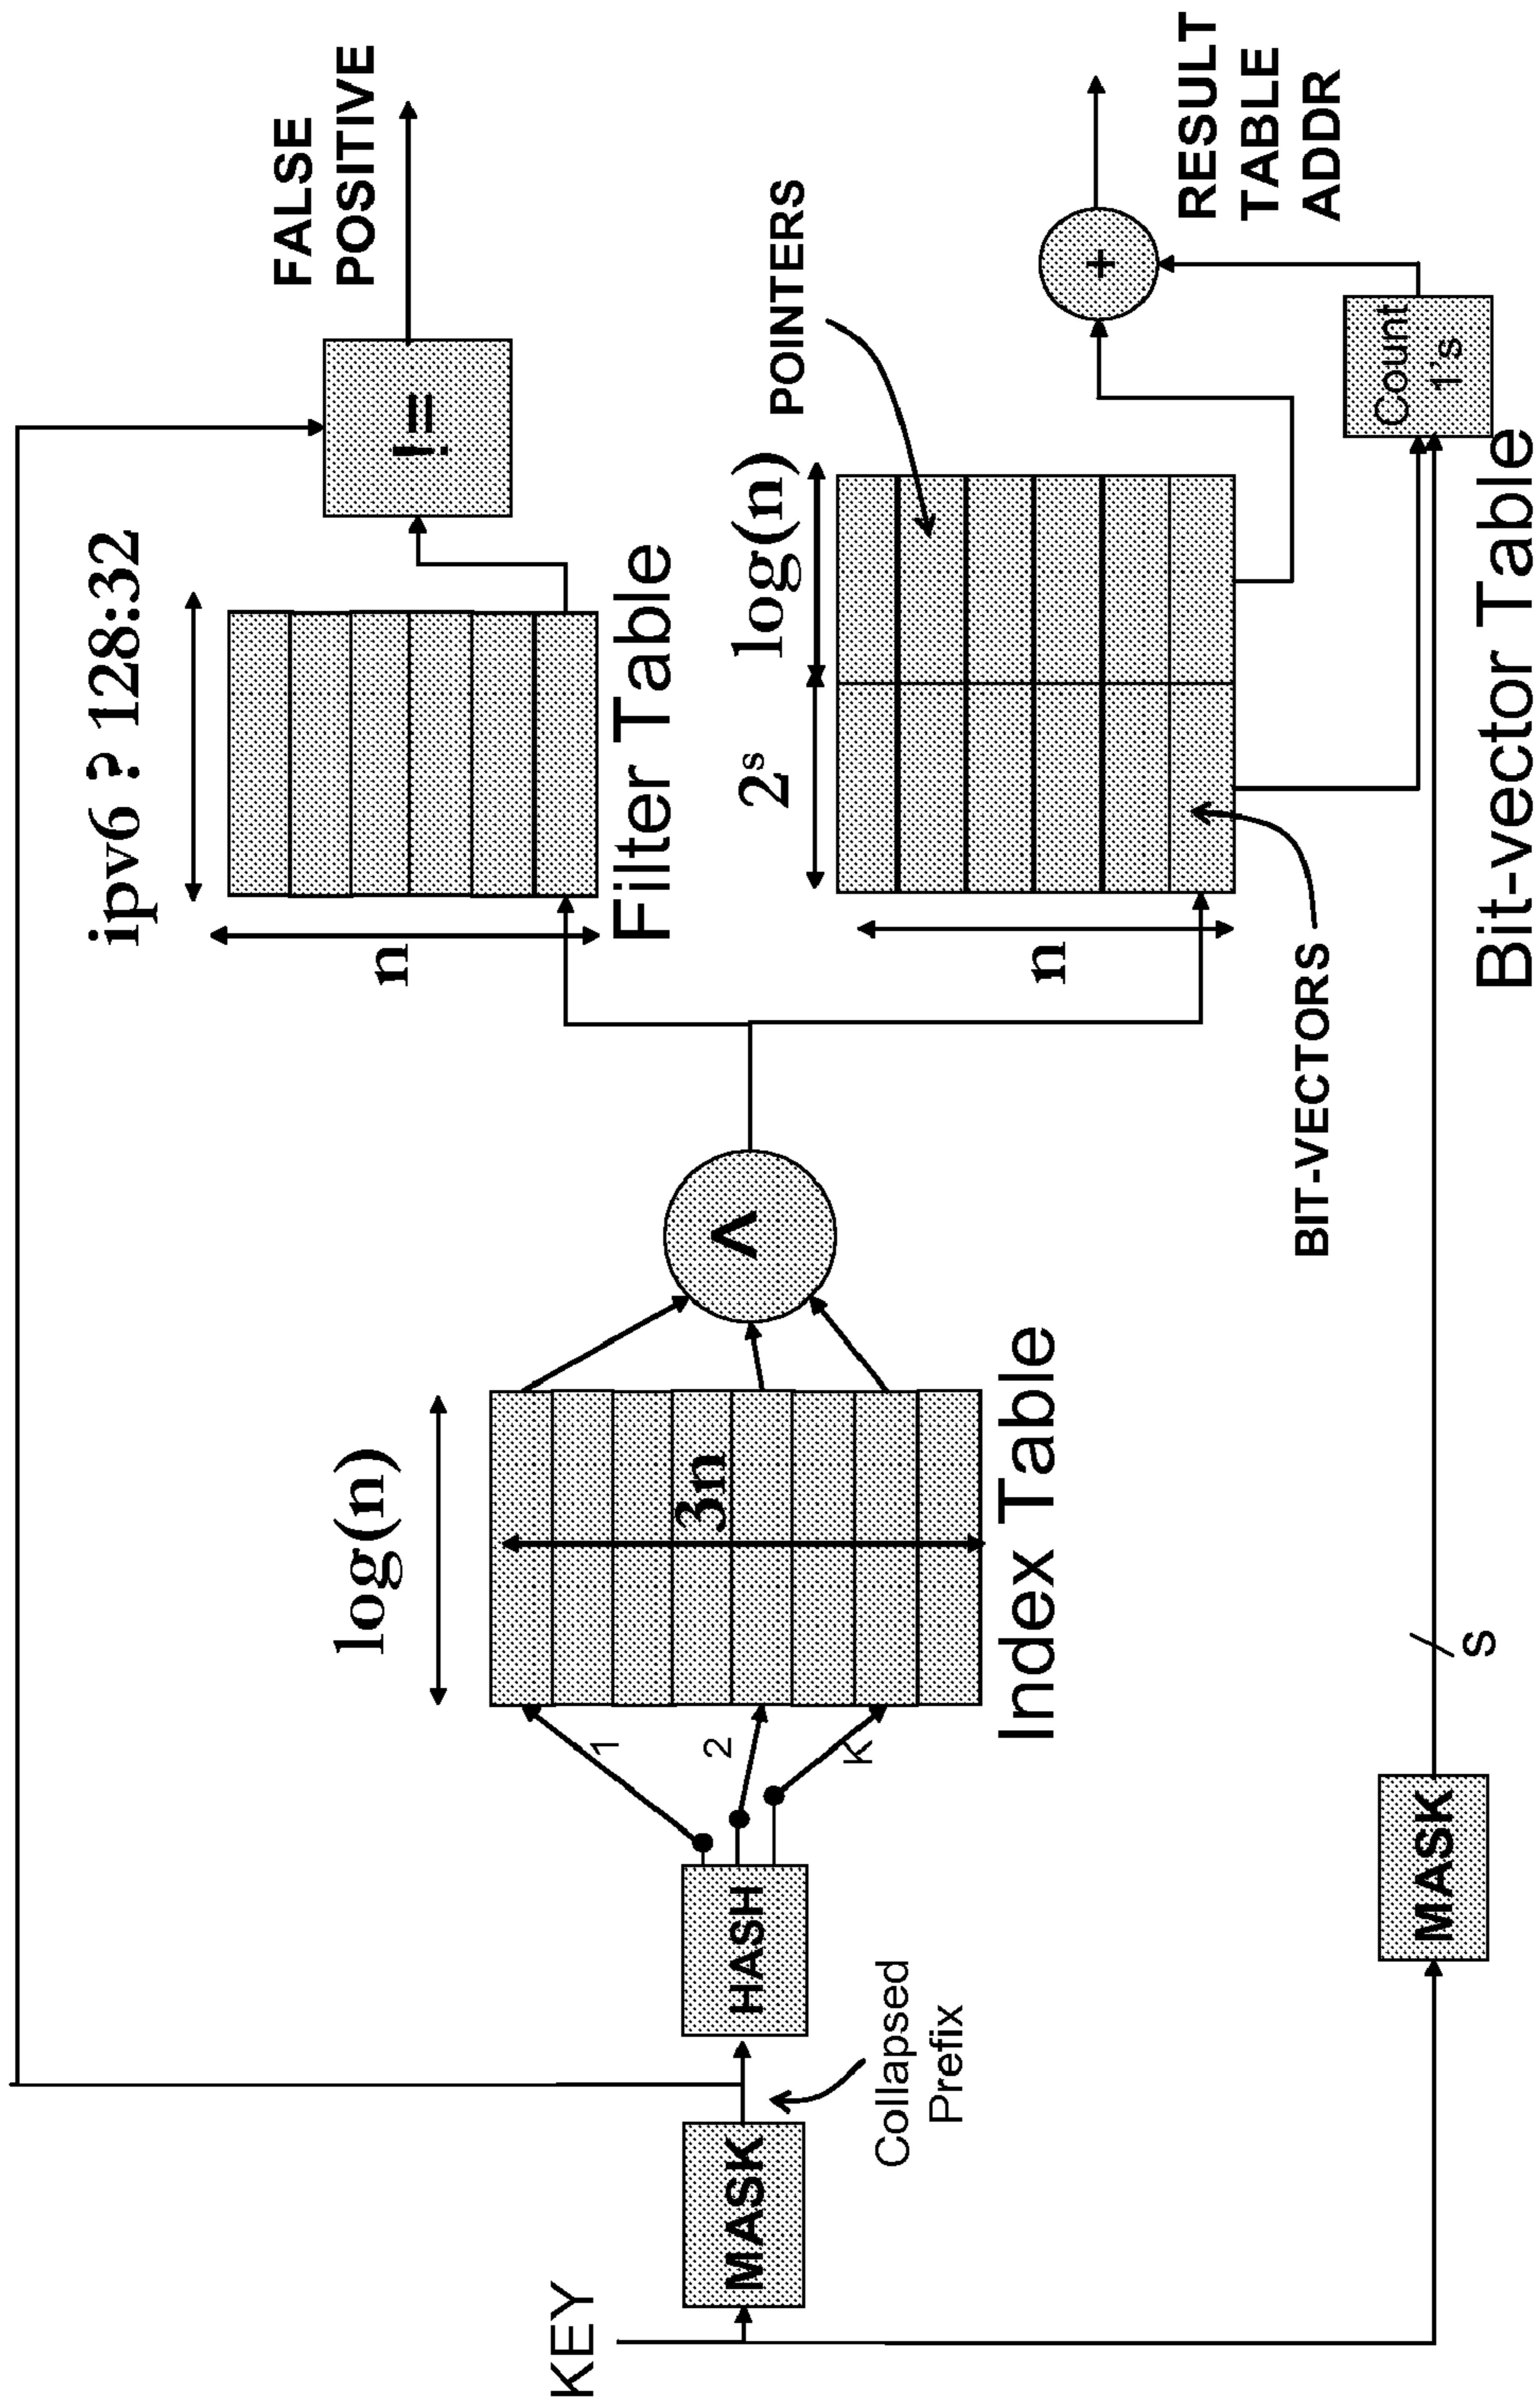 KEY
MASK
Collapsed
Prefix
HASH
1
2
K
log(n)
3n
Index Table
^
ipv6 ? 128:32
n
Filter Table
!=
FALSE
POSITIVE
2ˢ
log(n)
n
POINTERS
BIT-VECTORS
+
RESULT
TABLE
ADDR
MASK
s
Count
1's
Bit-vector Table